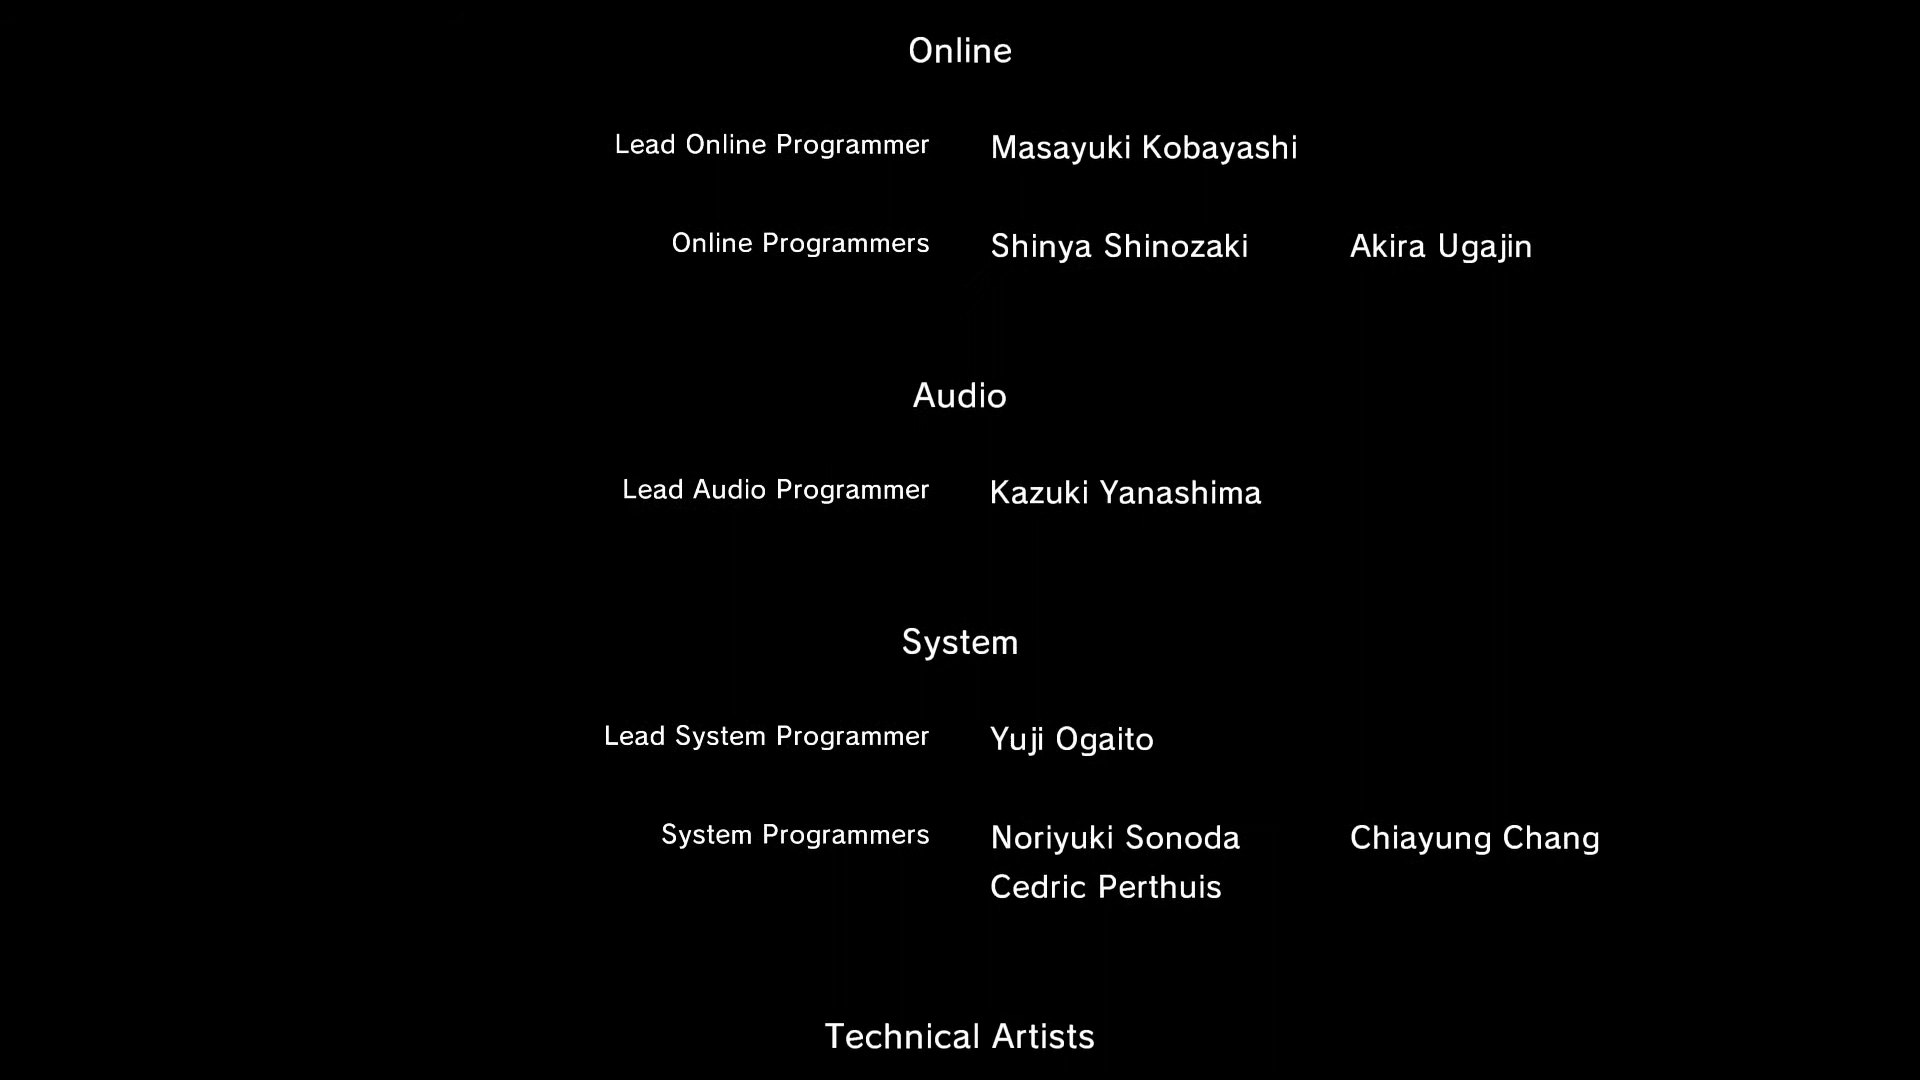 Online
Lead Online Programmer Masayuki Kobayashi
Online Programmers Shinya Shinozaki Akira Ugajin
Audio
Lead Audio Programmer Kazuki Yanashima
System
Lead System Programmer Yuji Ogaito
System Programmers Noriyuki Sonoda Chiayung Chang
Cedric Perthuis
Technical Artists